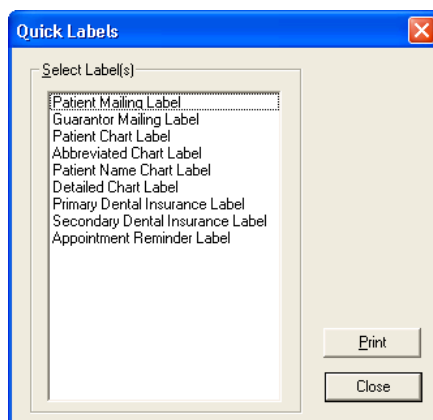 Quick Labels
Select Label(s)
Patient Mailing Label
Guarantor Mailing Label
Patient Chart Label
Abbreviated Chart Label
Patient Name Chart Label
Detailed Chart Label
Primary Dental Insurance Label
Secondary Dental Insurance Label
Appointment Reminder Label
Print
Close